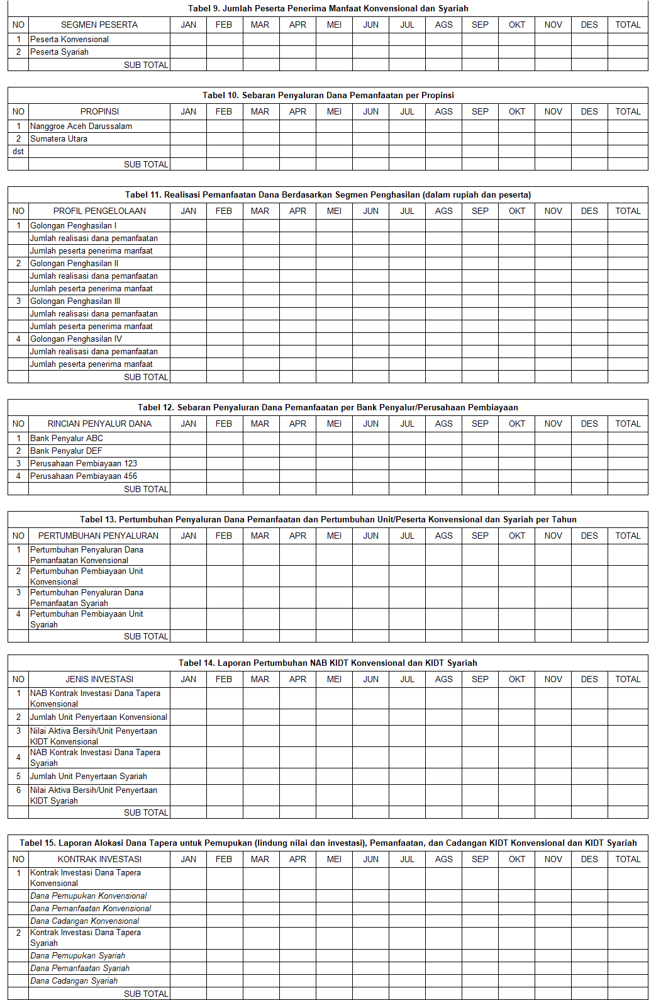 Tabel 9. Jumlah Peserta Penerima Manfaat Konvensional dan Syariah
NO SEGMEN PESERTA JAN FEB MAR APR MEI JUN JUL AGS SEP OKT NOV DES TOTAL
1 Peserta Konvensional
2 Peserta Syariah
SUB TOTAL
Tabel 10. Sebaran Penyaluran Dana Pemanfaatan per Propinsi
NO PROPINSI JAN FEB MAR APR MEI JUN JUL AGS SEP OKT NOV DES TOTAL
1 Nanggroe Aceh Darussalam
2 Sumatera Utara
dst
SUB TOTAL
Tabel 11. Realisasi Pemanfaatan Dana Berdasarkan Segmen Penghasilan (dalam rupiah dan peserta)
NO PROFIL PENGELOLAAN JAN FEB MAR APR MEI JUN JUL AGS SEP OKT NOV DES TOTAL
1 Golongan Penghasilan I
Jumlah realisasi dana pemanfaatan
Jumlah peserta penerima manfaat
2 Golongan Penghasilan II
Jumlah realisasi dana pemanfaatan
Jumlah peserta penerima manfaat
3 Golongan Penghasilan III
Jumlah realisasi dana pemanfaatan
Jumlah peserta penerima manfaat
4 Golongan Penghasilan IV
Jumlah realisasi dana pemanfaatan
Jumlah peserta penerima manfaat
SUB TOTAL
Tabel 12. Sebaran Penyaluran Dana Pemanfaatan per Bank Penyalur/Perusahaan Pembiayaan
NO RINCIAN PENYALUR DANA JAN FEB MAR APR MEI JUN JUL AGS SEP OKT NOV DES TOTAL
1 Bank Penyalur ABC
2 Bank Penyalur DEF
3 Perusahaan Pembiayaan 123
4 Perusahaan Pembiayaan 456
SUB TOTAL
Tabel 13. Pertumbuhan Penyaluran Dana Pemanfaatan dan Pertumbuhan Unit/Peserta Konvensional dan Syariah per Tahun
NO PERTUMBUHAN PENYALURAN JAN FEB MAR APR MEI JUN JUL AGS SEP OKT NOV DES TOTAL
1 Pertumbuhan Penyaluran Dana
Pemanfaatan Konvensional
2 Pertumbuhan Pembiayaan Unit
Konvensional
3 Pertumbuhan Penyaluran Dana
Pemanfaatan Syariah
4 Pertumbuhan Pembiayaan Unit
Syariah
SUB TOTAL
Tabel 14. Laporan Pertumbuhan NAB KIDT Konvensional dan KIDT Syariah
NO JENIS INVESTASI JAN FEB MAR APR MEI JUN JUL AGS SEP OKT NOV DES TOTAL
1 NAB Kontrak Investasi Dana Tapera
Konvensional
2 Jumlah Unit Penyertaan Konvensional
3 Nilai Aktiva Bersih/Unit Penyertaan
KIDT Konvensional
4 NAB Kontrak Investasi Dana Tapera
Syariah
5 Jumlah Unit Penyertaan Syariah
6 Nilai Aktiva Bersih/Unit Penyertaan
KIDT Syariah
SUB TOTAL
Tabel 15. Laporan Alokasi Dana Tapera untuk Pemupukan (lindung nilai dan investasi), Pemanfaatan, dan Cadangan KIDT Konvensional dan KIDT Syariah
NO KONTRAK INVESTASI JAN FEB MAR APR MEI JUN JUL AGS SEP OKT NOV DES TOTAL
1 Kontrak Investasi Dana Tapera
Konvensional
Dana Pemupukan Konvensional
Dana Pemanfaatan Konvensional
Dana Cadangan Konvensional
2 Kontrak Investasi Dana Tapera
Syariah
Dana Pemupukan Syariah
Dana Pemanfaatan Syariah
Dana Cadangan Syariah
SUB TOTAL